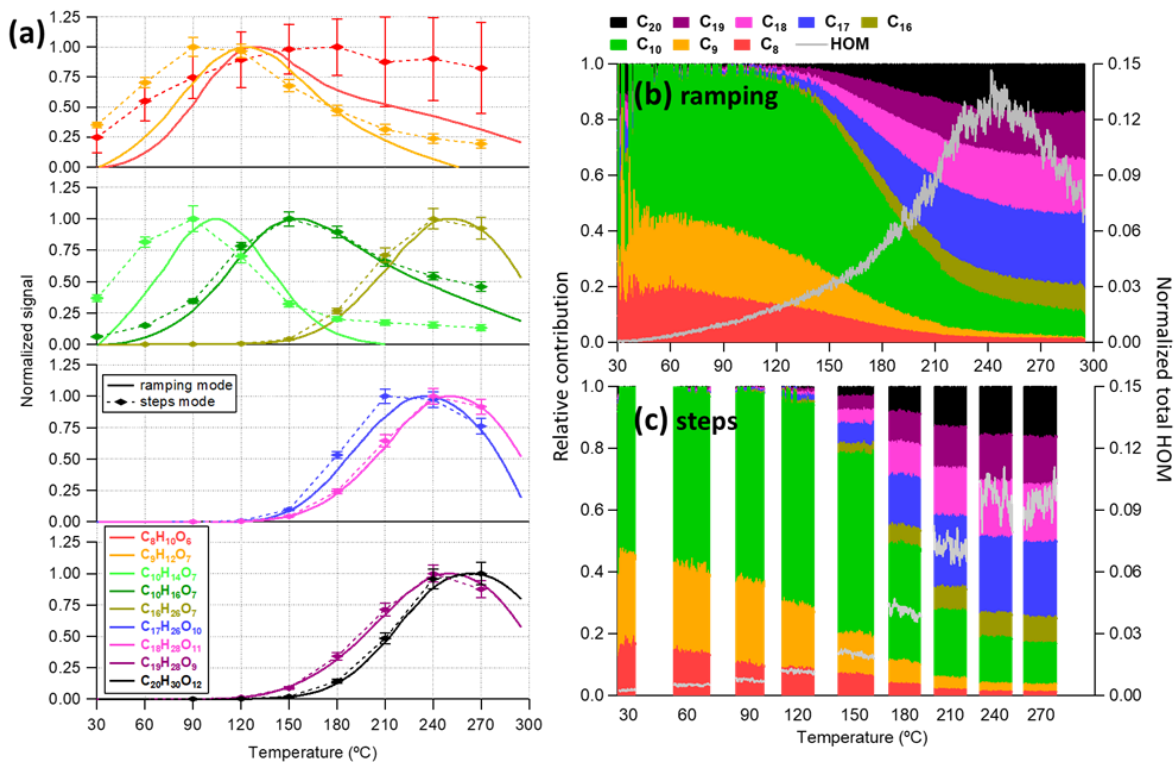 (a)
1.25
1.00
0.75
0.50
0.25
0.00
1.25
1.00
0.75
0.50
0.25
0.00
1.25
1.00
0.75
0.50
0.25
0.00
1.25
1.00
0.75
0.50
0.25
0.00
Normalized signal
ramping mode
steps mode
C8H10O6
C9H12O7
C10H14O7
C10H16O7
C16H26O7
C17H26O10
C18H28O11
C19H28O9
C20H30O12
30 60 90 120 150 180 210 240 270
Temperature (ºC)
C20 C19 C18 C17 C16
C10 C9 C8 HOM
(b) ramping
1.0
0.8
0.6
0.4
0.2
0.0
0.15
0.12
0.09
0.06
0.03
0.00
30 60 90 120 150 180 210 240 270 300
(c) steps
1.0
0.8
0.6
0.4
0.2
0.0
0.15
0.12
0.09
0.06
0.03
0.00
30 60 90 120 150 180 210 240 270
Temperature (ºC)
Relative contribution
Normalized total HOM